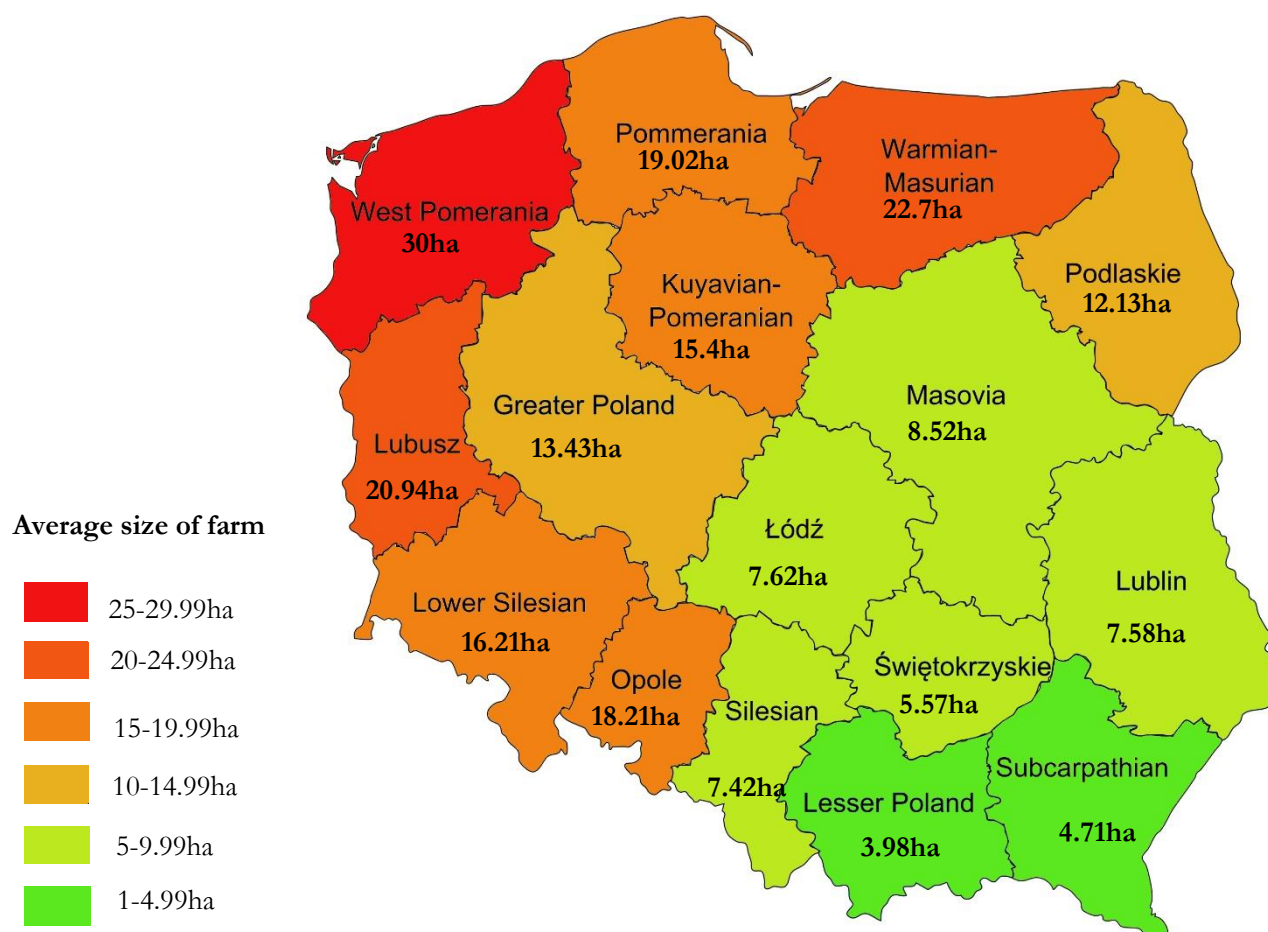 Pommerania
19.02ha
Warmian-
Masurian
22.7ha
West Pomerania
30ha
Podlaskie
12.13ha
Kuyavian-
Pomeranian
15.4ha
Masovia
8.52ha
Greater Poland
13.43ha
Lubusz
20.94ha
Łódź
7.62ha
Lublin
7.58ha
Lower Silesian
16.21ha
Świętokrzyskie
5.57ha
Opole
18.21ha
Silesian
7.42ha
Subcarpathian
4.71ha
Lesser Poland
3.98ha
Average size of farm
25-29.99ha
20-24.99ha
15-19.99ha
10-14.99ha
5-9.99ha
1-4.99ha